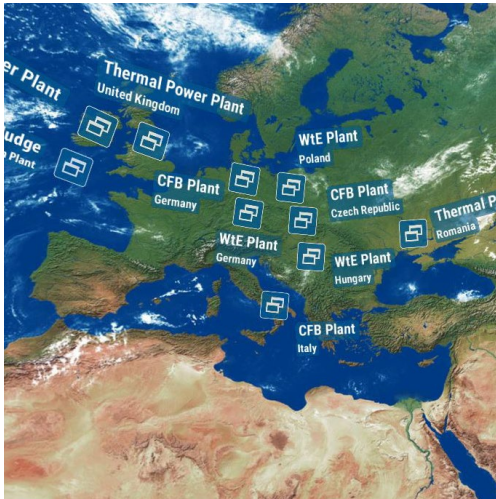 Thermal Power Plant
United Kingdom
er Plant
udge
Plant
WtE Plant
Poland
CFB Plant
Germany
CFB Plant
Czech Republic
Thermal P
Romania
WtE Plant
Germany
WtE Plant
Hungary
CFB Plant
Italy